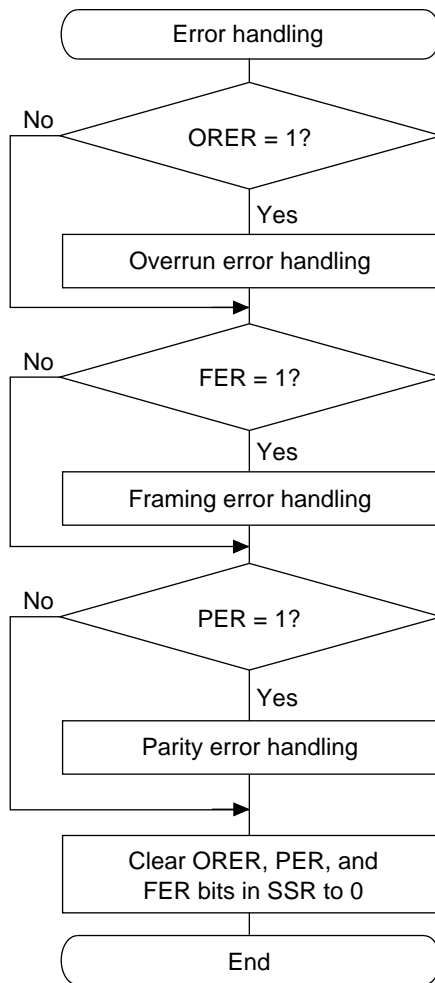 Error handling
No
ORER = 1?
Yes
Overrun error handling
No
FER = 1?
Yes
Framing error handling
No
PER = 1?
Yes
Parity error handling
Clear ORER, PER, and
FER bits in SSR to 0
End